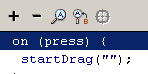 on (press) {
startDrag("");